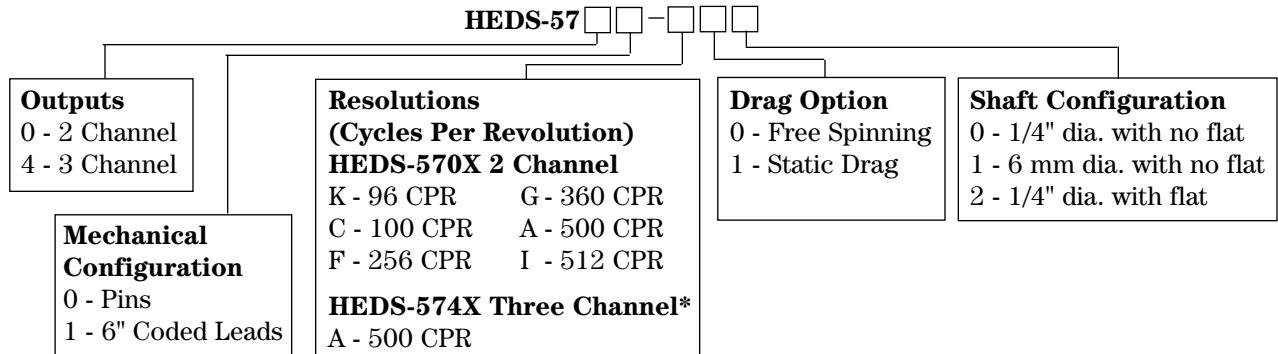 HEDS-57 –
Outputs
0 - 2 Channel
4 - 3 Channel
Mechanical
Configuration
0 - Pins
1 - 6" Coded Leads
Resolutions
(Cycles Per Revolution)
HEDS-570X 2 Channel
K - 96 CPR G - 360 CPR
C - 100 CPR A - 500 CPR
F - 256 CPR I - 512 CPR
HEDS-574X Three Channel*
A - 500 CPR
Drag Option
0 - Free Spinning
1 - Static Drag
Shaft Configuration
0 - 1/4" dia. with no flat
1 - 6 mm dia. with no flat
2 - 1/4" dia. with flat